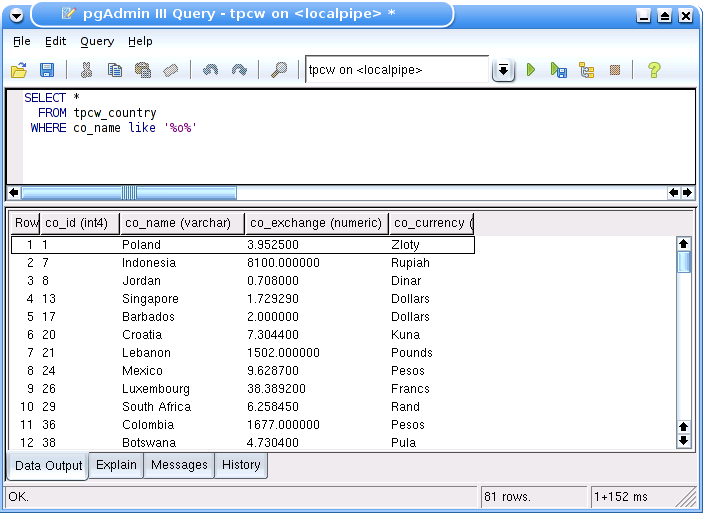 pgAdmin III Query - tpcw on <localpipe> *
File Edit Query Help
tpcw on <localpipe>
SELECT *
FROM tpcw_country
WHERE co_name like '%o%'
Row co_id (int4) co_name (varchar) co_exchange (numeric) co_currency (
1 1 Poland 3.952500 Zloty
2 7 Indonesia 8100.000000 Rupiah
3 8 Jordan 0.708000 Dinar
4 13 Singapore 1.729290 Dollars
5 17 Barbados 2.000000 Dollars
6 20 Croatia 7.304400 Kuna
7 21 Lebanon 1502.000000 Pounds
8 24 Mexico 9.628700 Pesos
9 26 Luxembourg 38.389200 Francs
10 29 South Africa 6.258450 Rand
11 36 Colombia 1677.000000 Pesos
12 38 Botswana 4.730400 Pula
Data Output Explain Messages History
OK. 81 rows. 1+152 ms